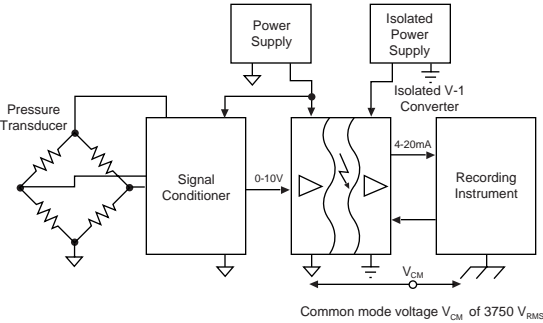 Power
Supply
Isolated
Power
Supply
Isolated V-1
Converter
Pressure
Transducer
Signal
Conditioner
0-10V
4-20mA
Recording
Instrument
VCM
Common mode voltage VCM of 3750 VRMS